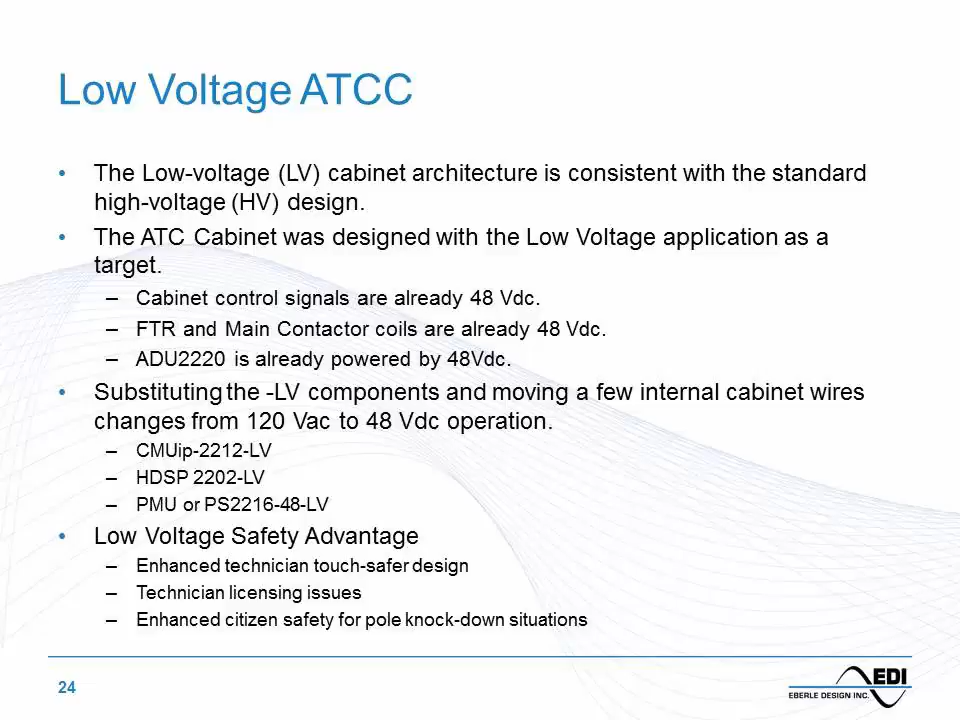 Low Voltage ATCC
• The Low-voltage (LV) cabinet architecture is consistent with the standard
high-voltage (HV) design.
• The ATC Cabinet was designed with the Low Voltage application as a
target.
– Cabinet control signals are already 48 Vdc.
– FTR and Main Contactor coils are already 48 Vdc.
– ADU2220 is already powered by 48Vdc.
• Substituting the -LV components and moving a few internal cabinet wires
changes from 120 Vac to 48 Vdc operation.
– CMUip-2212-LV
– HDSP 2202-LV
– PMU or PS2216-48-LV
• Low Voltage Safety Advantage
– Enhanced technician touch-safer design
– Technician licensing issues
– Enhanced citizen safety for pole knock-down situations
24
EDI
EBERLE DESIGN INC.